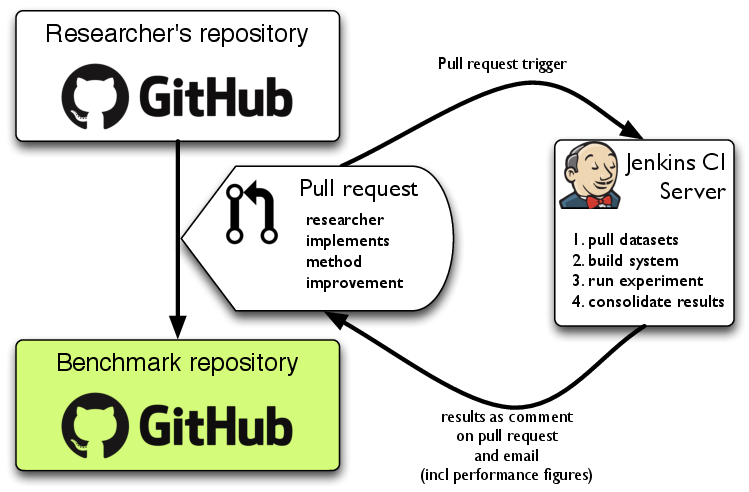 Researcher's repository
GitHub
Pull request trigger
Pull request
researcher
implements
method
improvement
Jenkins CI
Server
1. pull datasets
2. build system
3. run experiment
4. consolidate results
Benchmark repository
GitHub
results as comment
on pull request
and email
(incl performance figures)